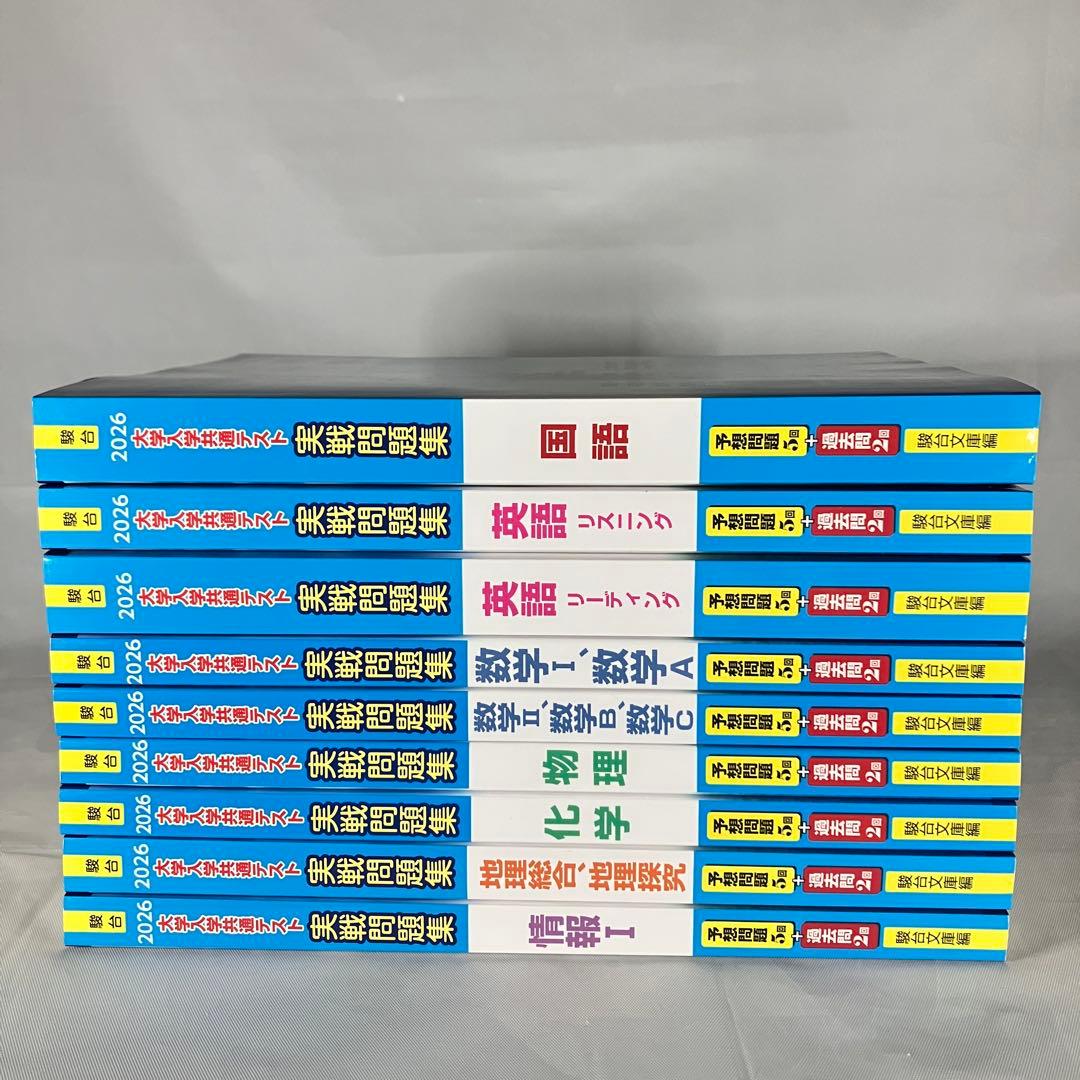 駿台 2026 大学入学共通テスト 実戦問題集 国語 予想問題5回+過去問2回 駿台文庫編
駿台 2026 大学入学共通テスト 実戦問題集 英語 リスニング 予想問題5回+過去問2回 駿台文庫編
駿台 2026 大学入学共通テスト 実戦問題集 英語 リーディング 予想問題5回+過去問2回 駿台文庫編
駿台 2026 大学入学共通テスト 実戦問題集 数学I、数学A 予想問題5回+過去問2回 駿台文庫編
駿台 2026 大学入学共通テスト 実戦問題集 数学II、数学B、数学C 予想問題5回+過去問2回 駿台文庫編
駿台 2026 大学入学共通テスト 実戦問題集 物理 予想問題5回+過去問2回 駿台文庫編
駿台 2026 大学入学共通テスト 実戦問題集 化学 予想問題5回+過去問2回 駿台文庫編
駿台 2026 大学入学共通テスト 実戦問題集 地理総合、地理探究 予想問題5回+過去問2回 駿台文庫編
駿台 2026 大学入学共通テスト 実戦問題集 情報I 予想問題5回+過去問2回 駿台文庫編